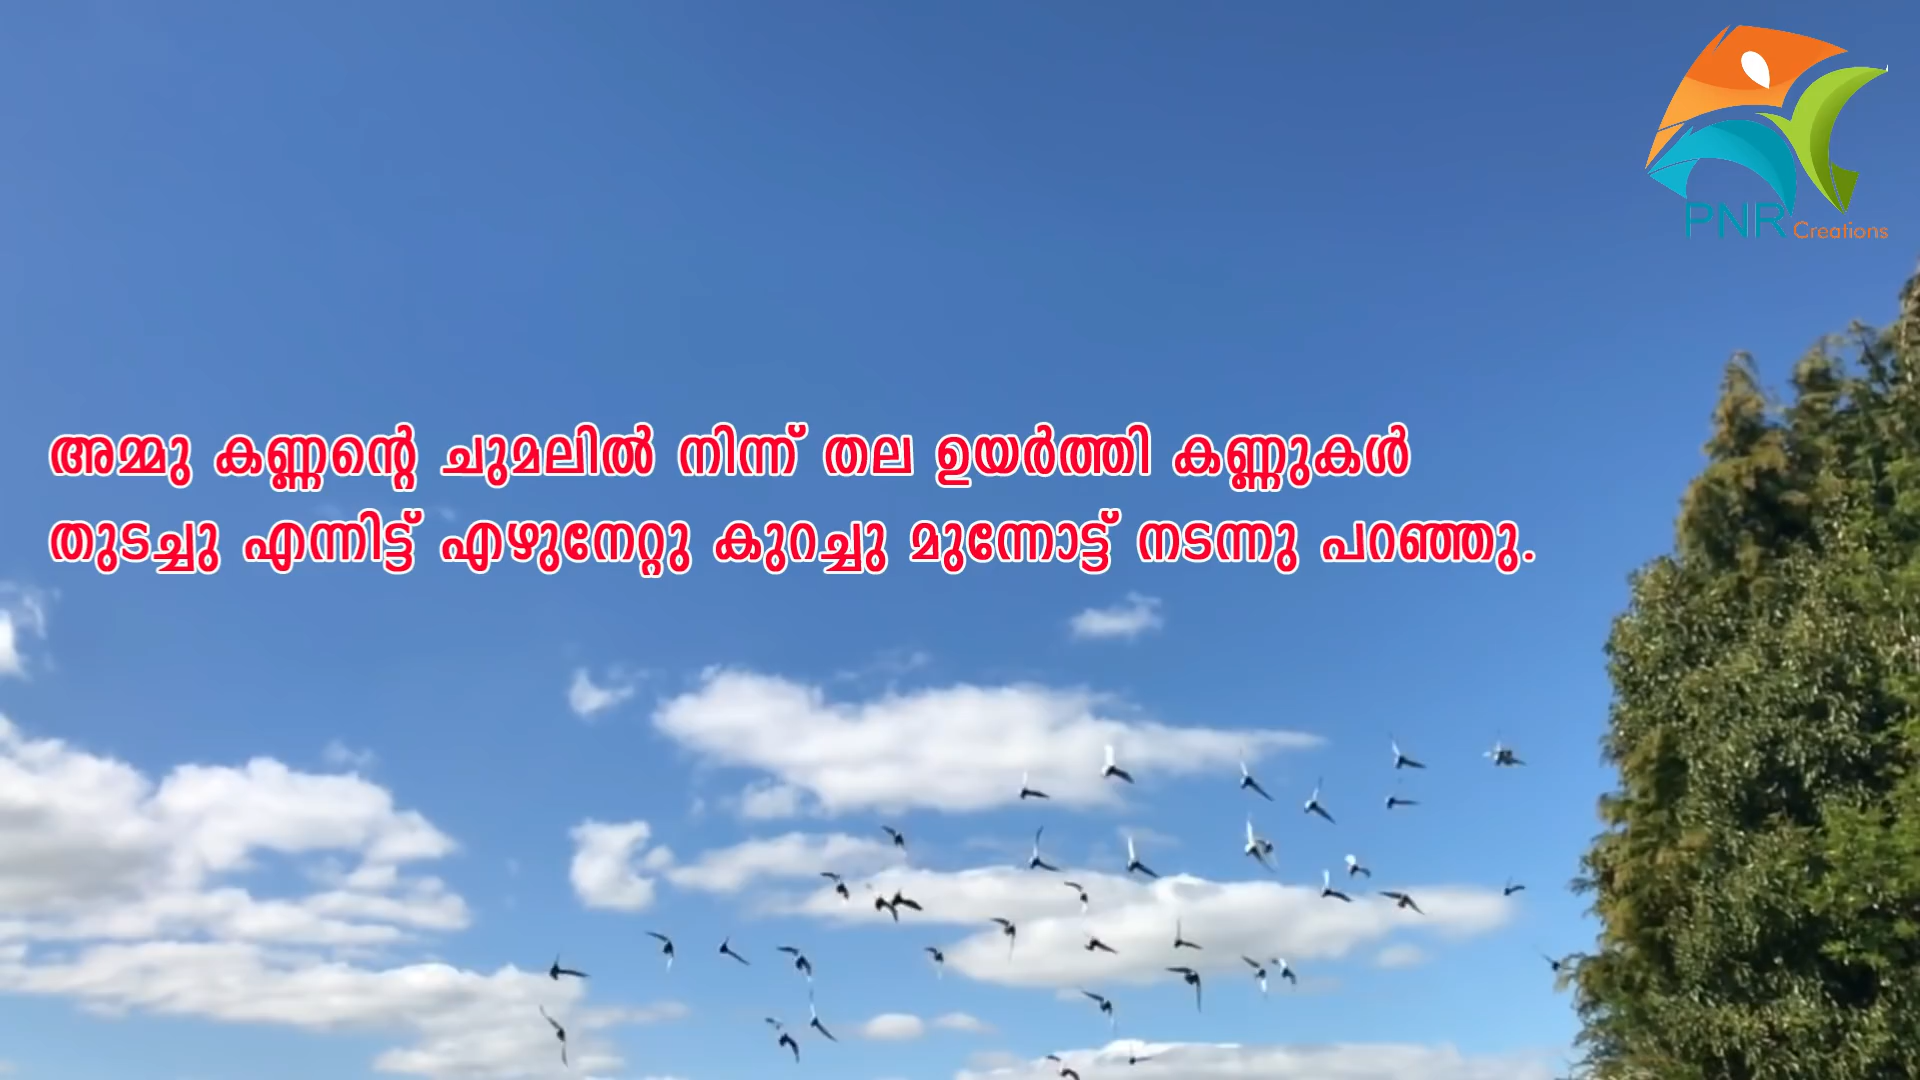 PNR Creations
അമ്മു കണ്ണന്റെ ചുമലിൽ നിന്ന് തല ഉയർത്തി കണ്ണുകൾ
തുടച്ചു എന്നിട്ട് എഴുനേറ്റു കുറച്ചു മുന്നോട്ട് നടന്നു പറഞ്ഞു.